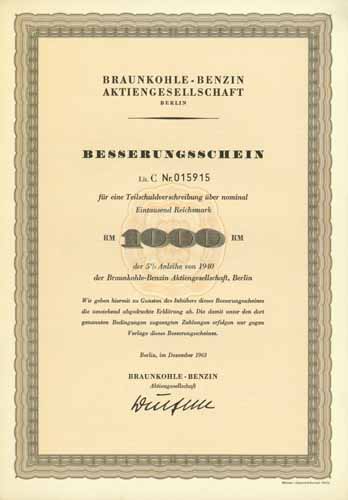 BRAUNKOHLE-BENZIN
AKTIENGESELLSCHAFT
BERLIN
BESSERUNGSSCHEIN
Lit. C Nr. 015915
für eine Teilschuldverschreibung über nominal
Eintausend Reichsmark
RM 1000 RM
der 5% Anleihe von 1940
der Braunkohle-Benzin Aktiengesellschaft, Berlin
Wir geben hiermit zu Gunsten des Inhabers dieses Besserungsscheines
die umstehend abgedruckte Erklärung ab. Die damit unter den dort
genannten Bedingungen zugesagten Zahlungen erfolgen nur gegen
Vorlage dieses Besserungsscheines.
Berlin, im Dezember 1963
BRAUNKOHLE-BENZIN
Aktiengesellschaft